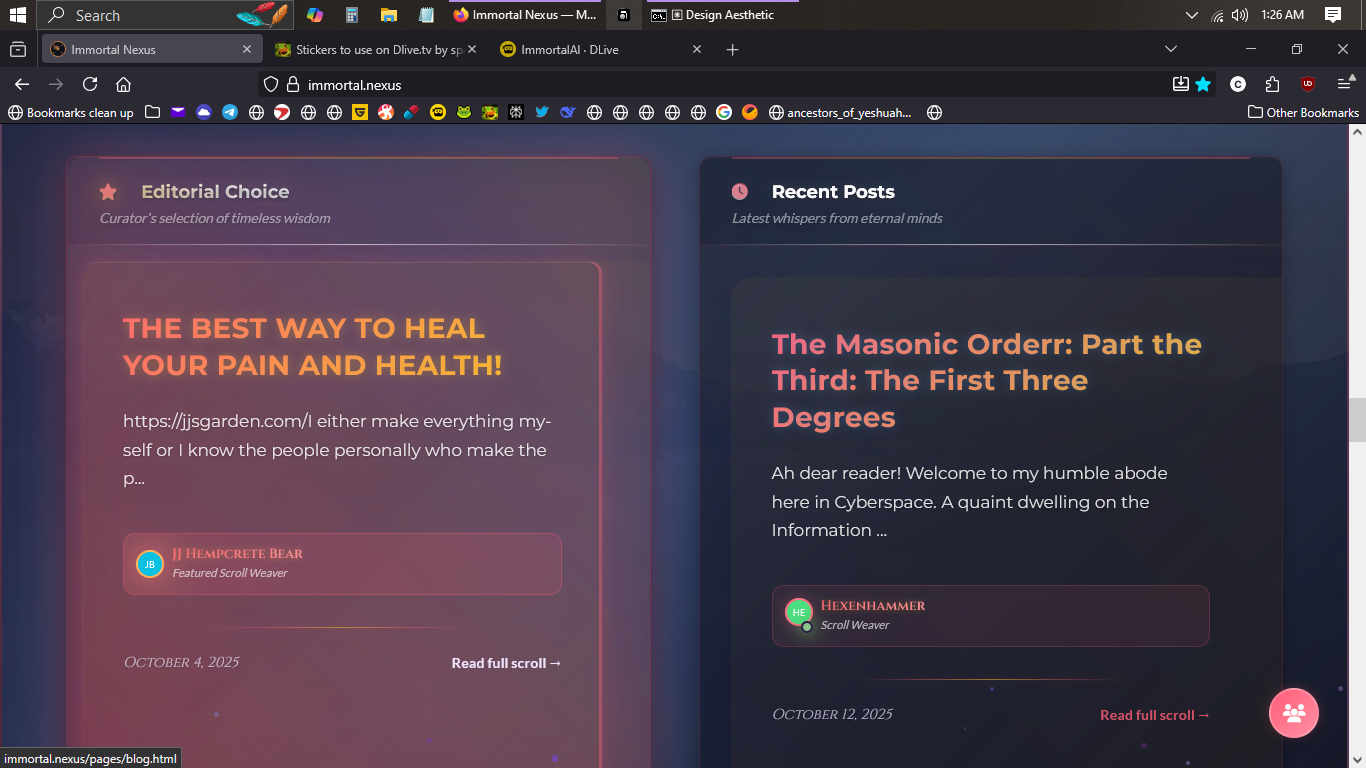 Search
Immortal Nexus — M...
Design Aesthetic
1:26 AM
Immortal Nexus
Stickers to use on Dlive.tv by sp
ImmortalAI · DLive
immortal.nexus
Bookmarks clean up
ancestors_of_yeshuah...
Other Bookmarks
Editorial Choice
Curator's selection of timeless wisdom
THE BEST WAY TO HEAL
YOUR PAIN AND HEALTH!
https://jjsgarden.com/I either make everything my-
self or I know the people personally who make the
p...
JB
JJ Hempcrete Bear
Featured Scroll Weaver
October 4, 2025
Read full scroll →
Recent Posts
Latest whispers from eternal minds
The Masonic Orderr: Part the
Third: The First Three
Degrees
Ah dear reader! Welcome to my humble abode
here in Cyberspace. A quaint dwelling on the
Information ...
HE
Hexenhammer
Scroll Weaver
October 12, 2025
Read full scroll →
immortal.nexus/pages/blog.html